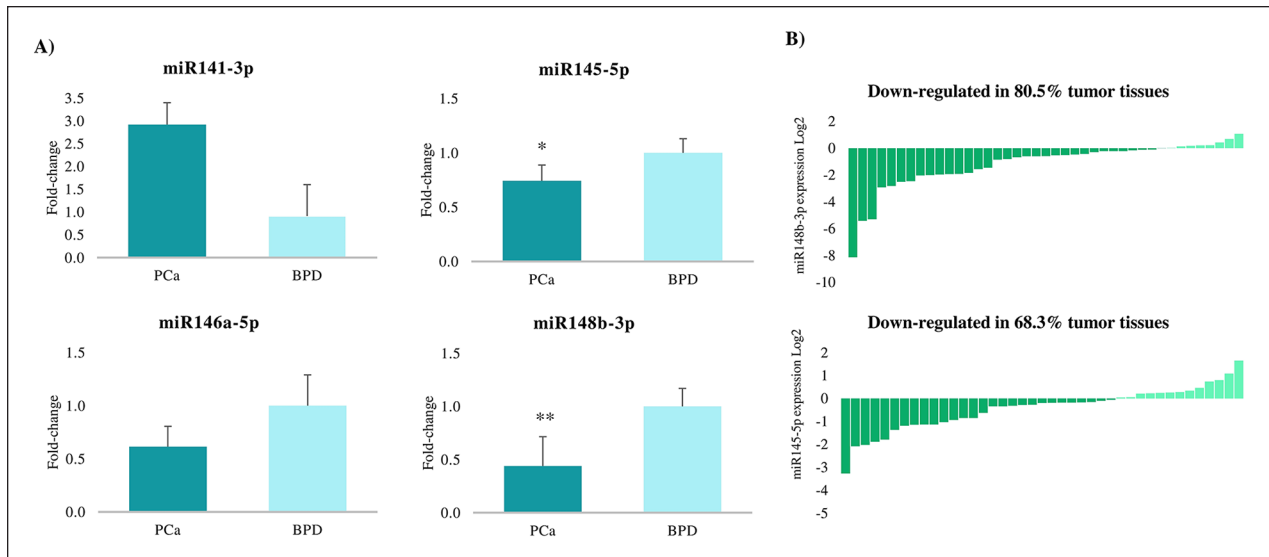 A)
miR141-3p
Fold-change
3.5
3.0
2.5
2.0
1.5
1.0
0.5
0.0
PCa BPD
miR145-5p
Fold-change
1.5
1.0
0.5
0.0
*
PCa BPD
miR146a-5p
Fold-change
1.5
1.0
0.5
0.0
PCa BPD
miR148b-3p
Fold-change
1.5
1.0
0.5
0.0
**
PCa BPD
B)
Down-regulated in 80.5% tumor tissues
miR148b-3p expression Log2
2
0
-2
-4
-6
-8
-10
Down-regulated in 68.3% tumor tissues
miR145-5p expression Log2
2
1
0
-1
-2
-3
-4
-5